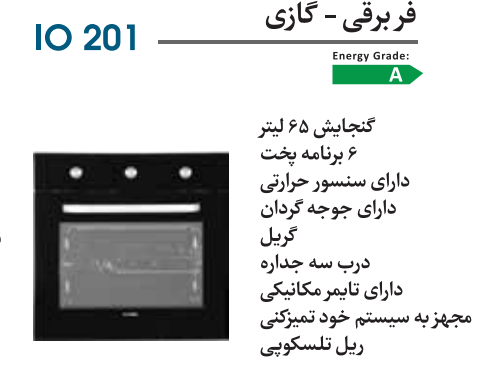 فر برقی - گازی
IO 201
Energy Grade:
A
گنجایش ۶۵ لیتر
۶ برنامه پخت
دارای سنسور حرارتی
دارای جوجه گردان
گریل
درب سه جداره
دارای تایمر مکانیکی
مجهز به سیستم خود تمیزکنی
ریل تلسکوپی